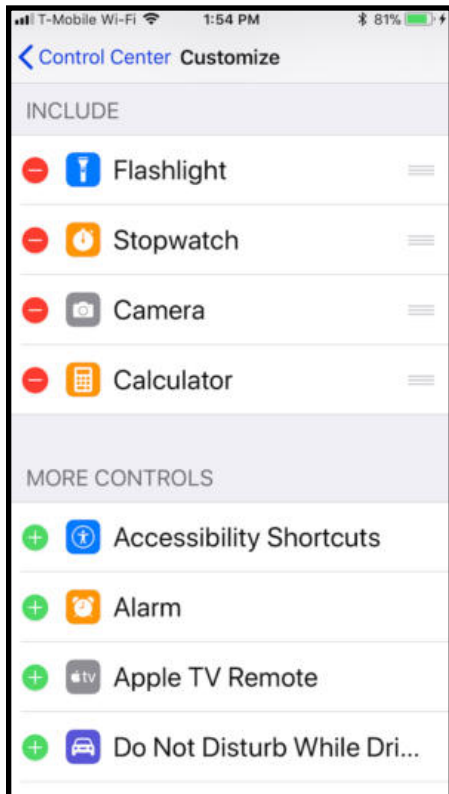 T-Mobile Wi-Fi 1:54 PM 81%
Control Center Customize
INCLUDE
Flashlight
Stopwatch
Camera
Calculator
MORE CONTROLS
Accessibility Shortcuts
Alarm
tv Apple TV Remote
Do Not Disturb While Dri...